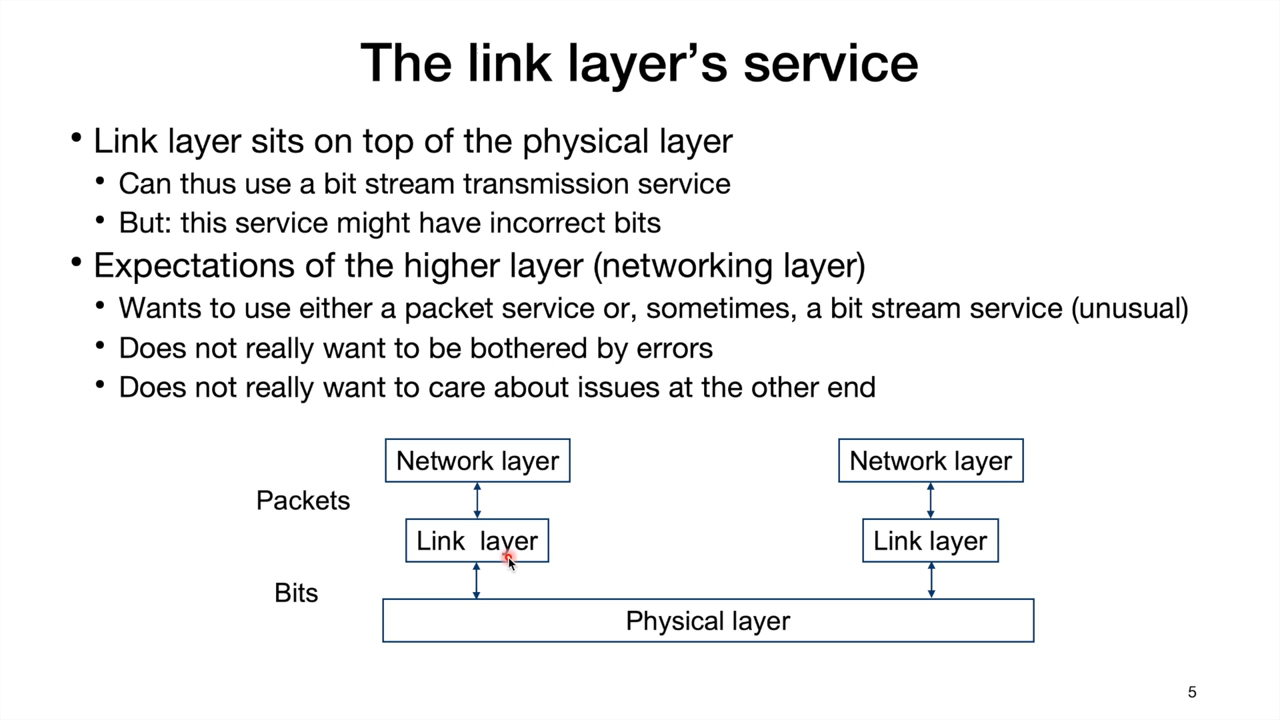 The link layer’s service
• Link layer sits on top of the physical layer
• Can thus use a bit stream transmission service
• But: this service might have incorrect bits
• Expectations of the higher layer (networking layer)
• Wants to use either a packet service or, sometimes, a bit stream service (unusual)
• Does not really want to be bothered by errors
• Does not really want to care about issues at the other end
Network layer
Network layer
Packets
Link layer
Link layer
Bits
Physical layer
5